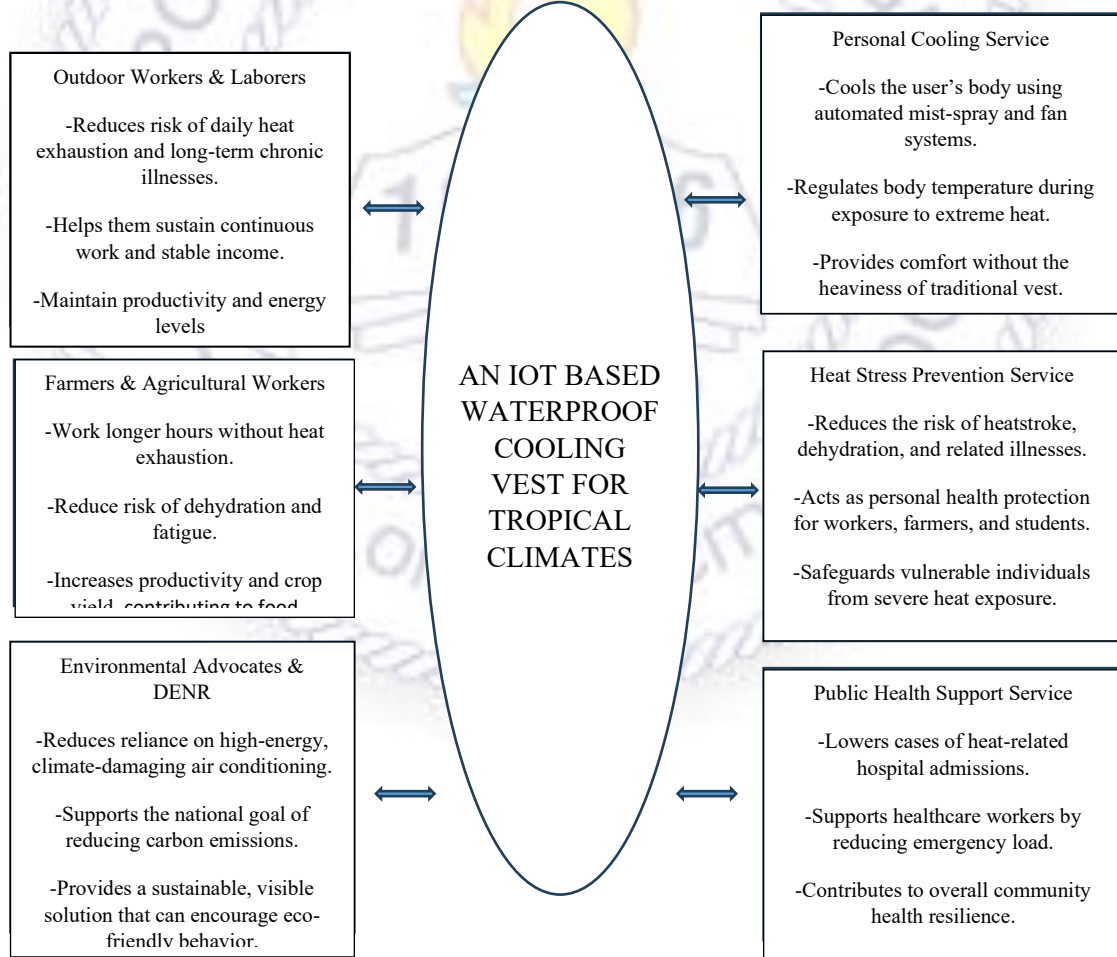 Outdoor Workers & Laborers
-Reduces risk of daily heat
exhaustion and long-term chronic
illnesses.
-Helps them sustain continuous
work and stable income.
-Maintain productivity and energy
levels
Farmers & Agricultural Workers
-Work longer hours without heat
exhaustion.
-Reduce risk of dehydration and
fatigue.
-Increases productivity and crop
yield, contributing to food
Environmental Advocates &
DENR
-Reduces reliance on high-energy,
climate-damaging air conditioning.
-Supports the national goal of
reducing carbon emissions.
-Provides a sustainable, visible
solution that can encourage eco-
friendly behavior.
AN IOT BASED
WATERPROOF
COOLING
VEST FOR
TROPICAL
CLIMATES
Personal Cooling Service
-Cools the user’s body using
automated mist-spray and fan
systems.
-Regulates body temperature during
exposure to extreme heat.
-Provides comfort without the
heaviness of traditional vest.
Heat Stress Prevention Service
-Reduces the risk of heatstroke,
dehydration, and related illnesses.
-Acts as personal health protection
for workers, farmers, and students.
-Safeguards vulnerable individuals
from severe heat exposure.
Public Health Support Service
-Lowers cases of heat-related
hospital admissions.
-Supports healthcare workers by
reducing emergency load.
-Contributes to overall community
health resilience.